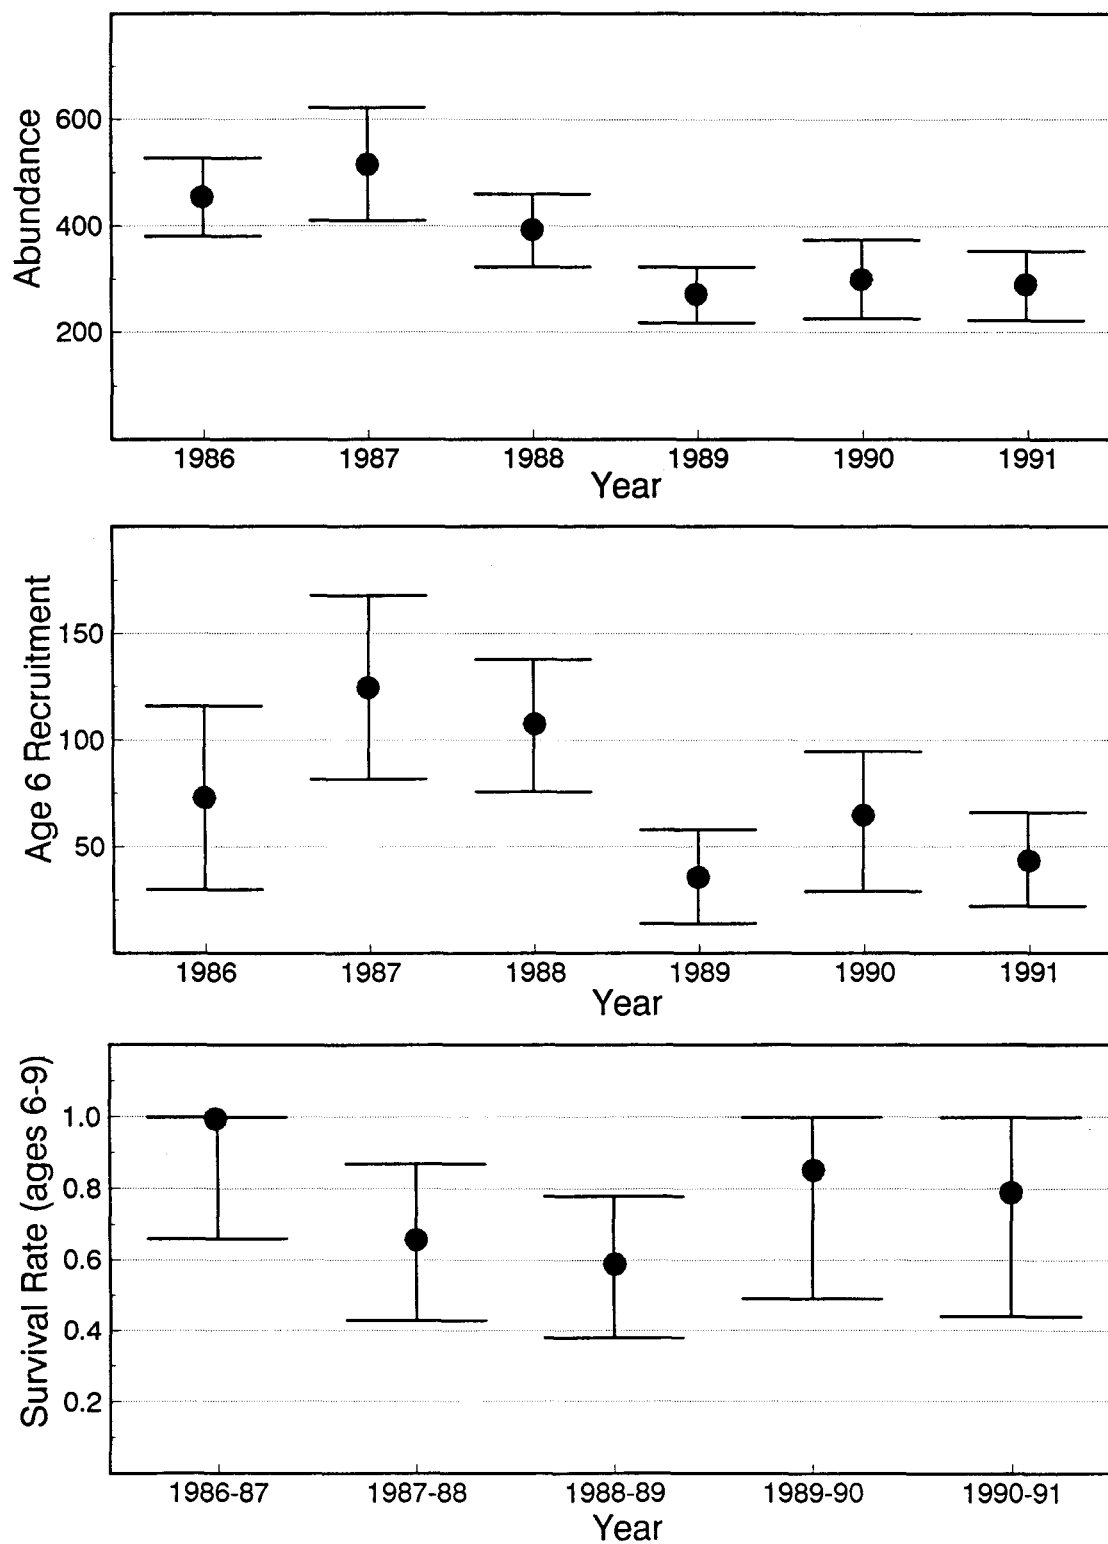 Abundance
600
400
200
1986 1987 1988 1989 1990 1991
Year
Age 6 Recruitment
150
100
50
1986 1987 1988 1989 1990 1991
Year
Survival Rate (ages 6-9)
1.0
0.8
0.6
0.4
0.2
1986-87 1987-88 1988-89 1989-90 1990-91
Year